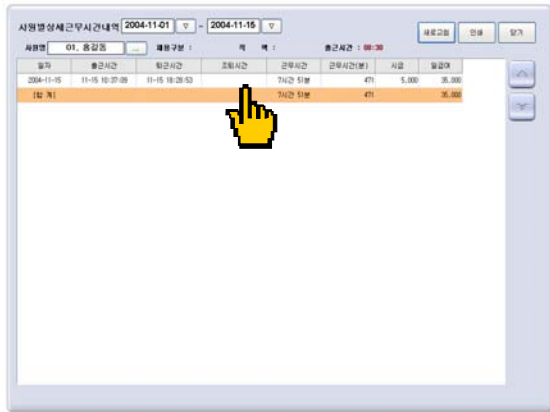 사원별상세근무시간내역 2004-11-01 ▽ - 2004-11-15 ▽ 새로고침 인쇄 닫기
사원명 01. 홍길동 ... 채용구분 : 직 책 : 출근시간 : 08:30
일자 출근시간 퇴근시간 조퇴시간 근무시간 근무시간(분) 시급 일급여
2004-11-15 11-15 10:37:09 11-15 18:28:53 7시간 51분 471 5,000 35,000
[합 계] 7시간 51분 471 35,000